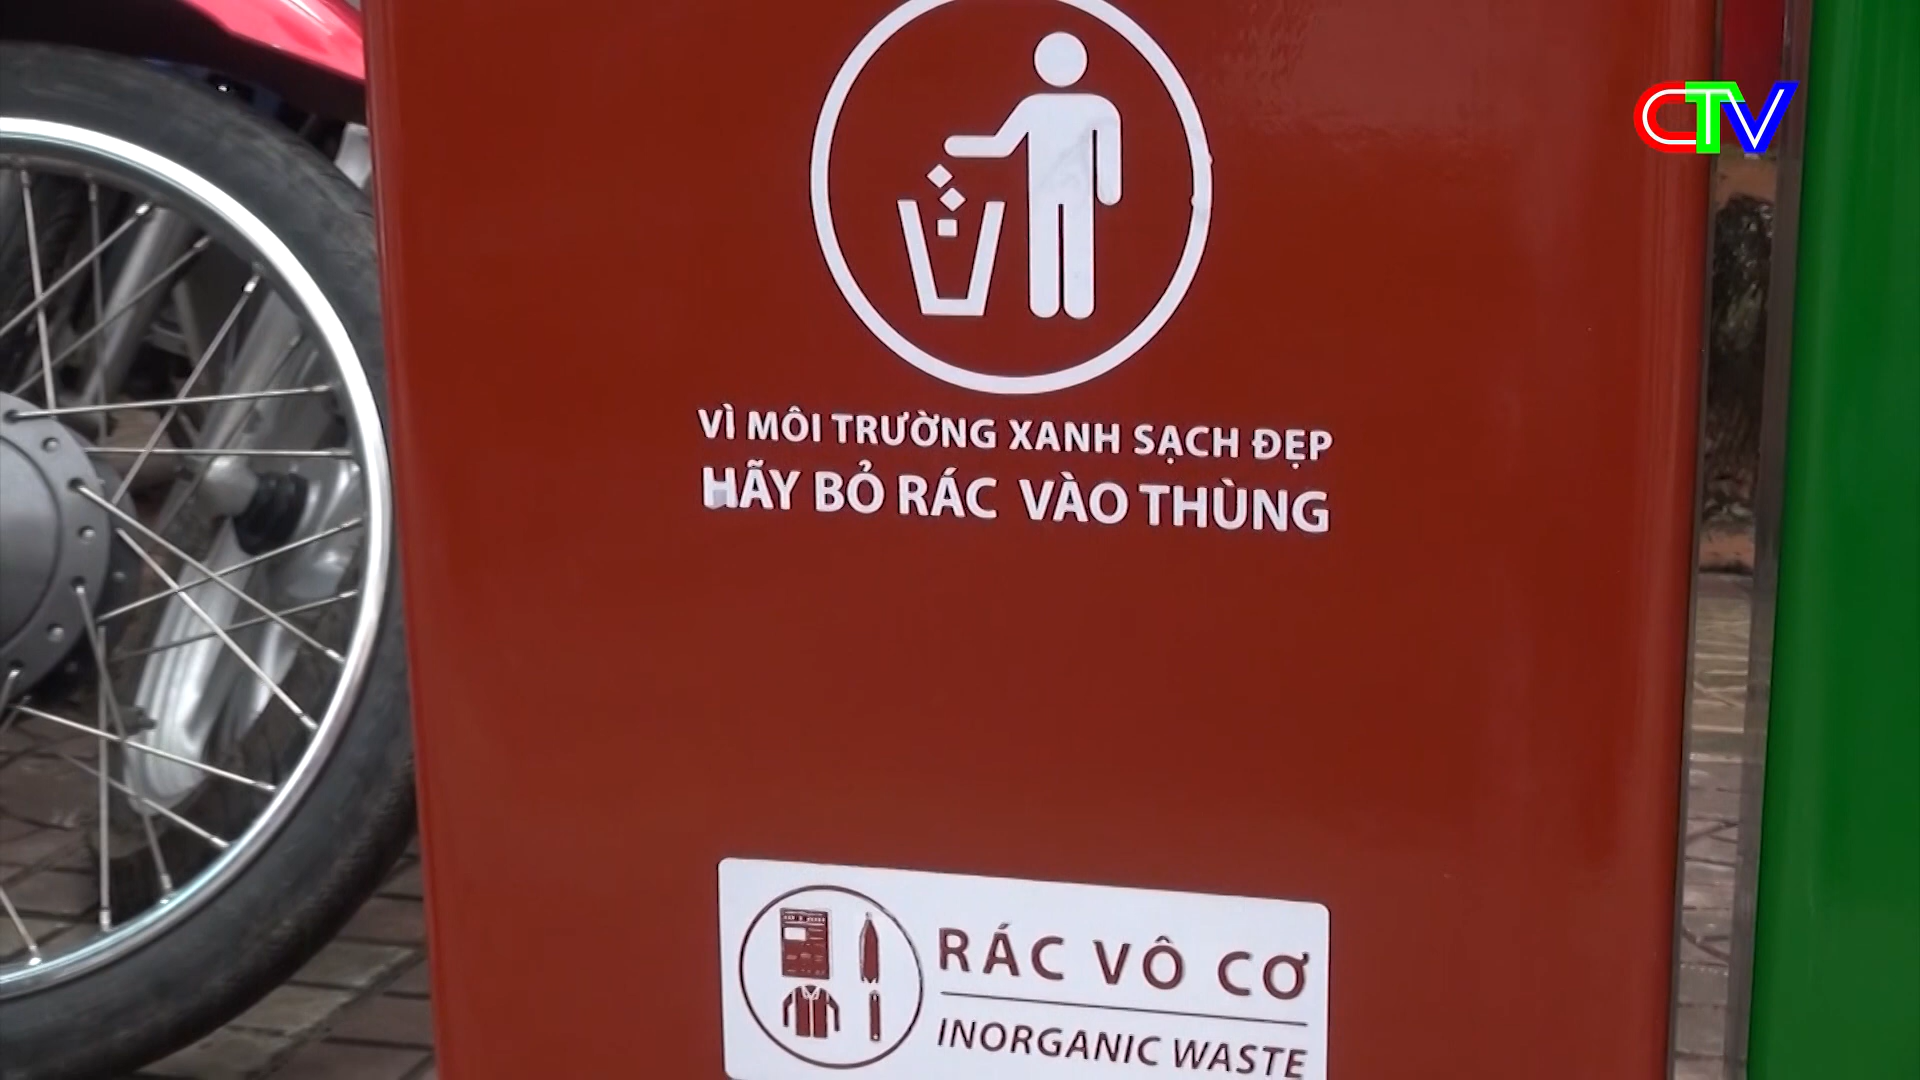 CTV
VÌ MÔI TRƯỜNG XANH SẠCH ĐẸP
HÃY BỎ RÁC VÀO THÙNG
RÁC VÔ CƠ
INORGANIC WASTE